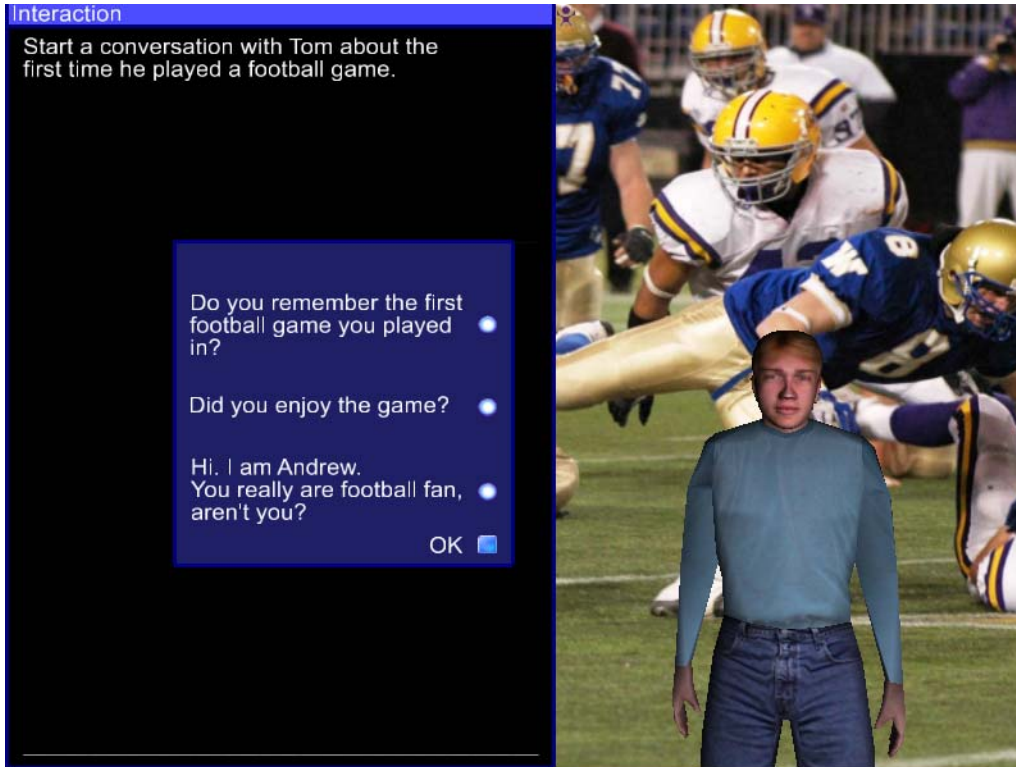 Interaction
Start a conversation with Tom about the
first time he played a football game.
Do you remember the first
football game you played
in?
Did you enjoy the game?
Hi. I am Andrew.
You really are football fan,
aren't you?
OK
W
8
8